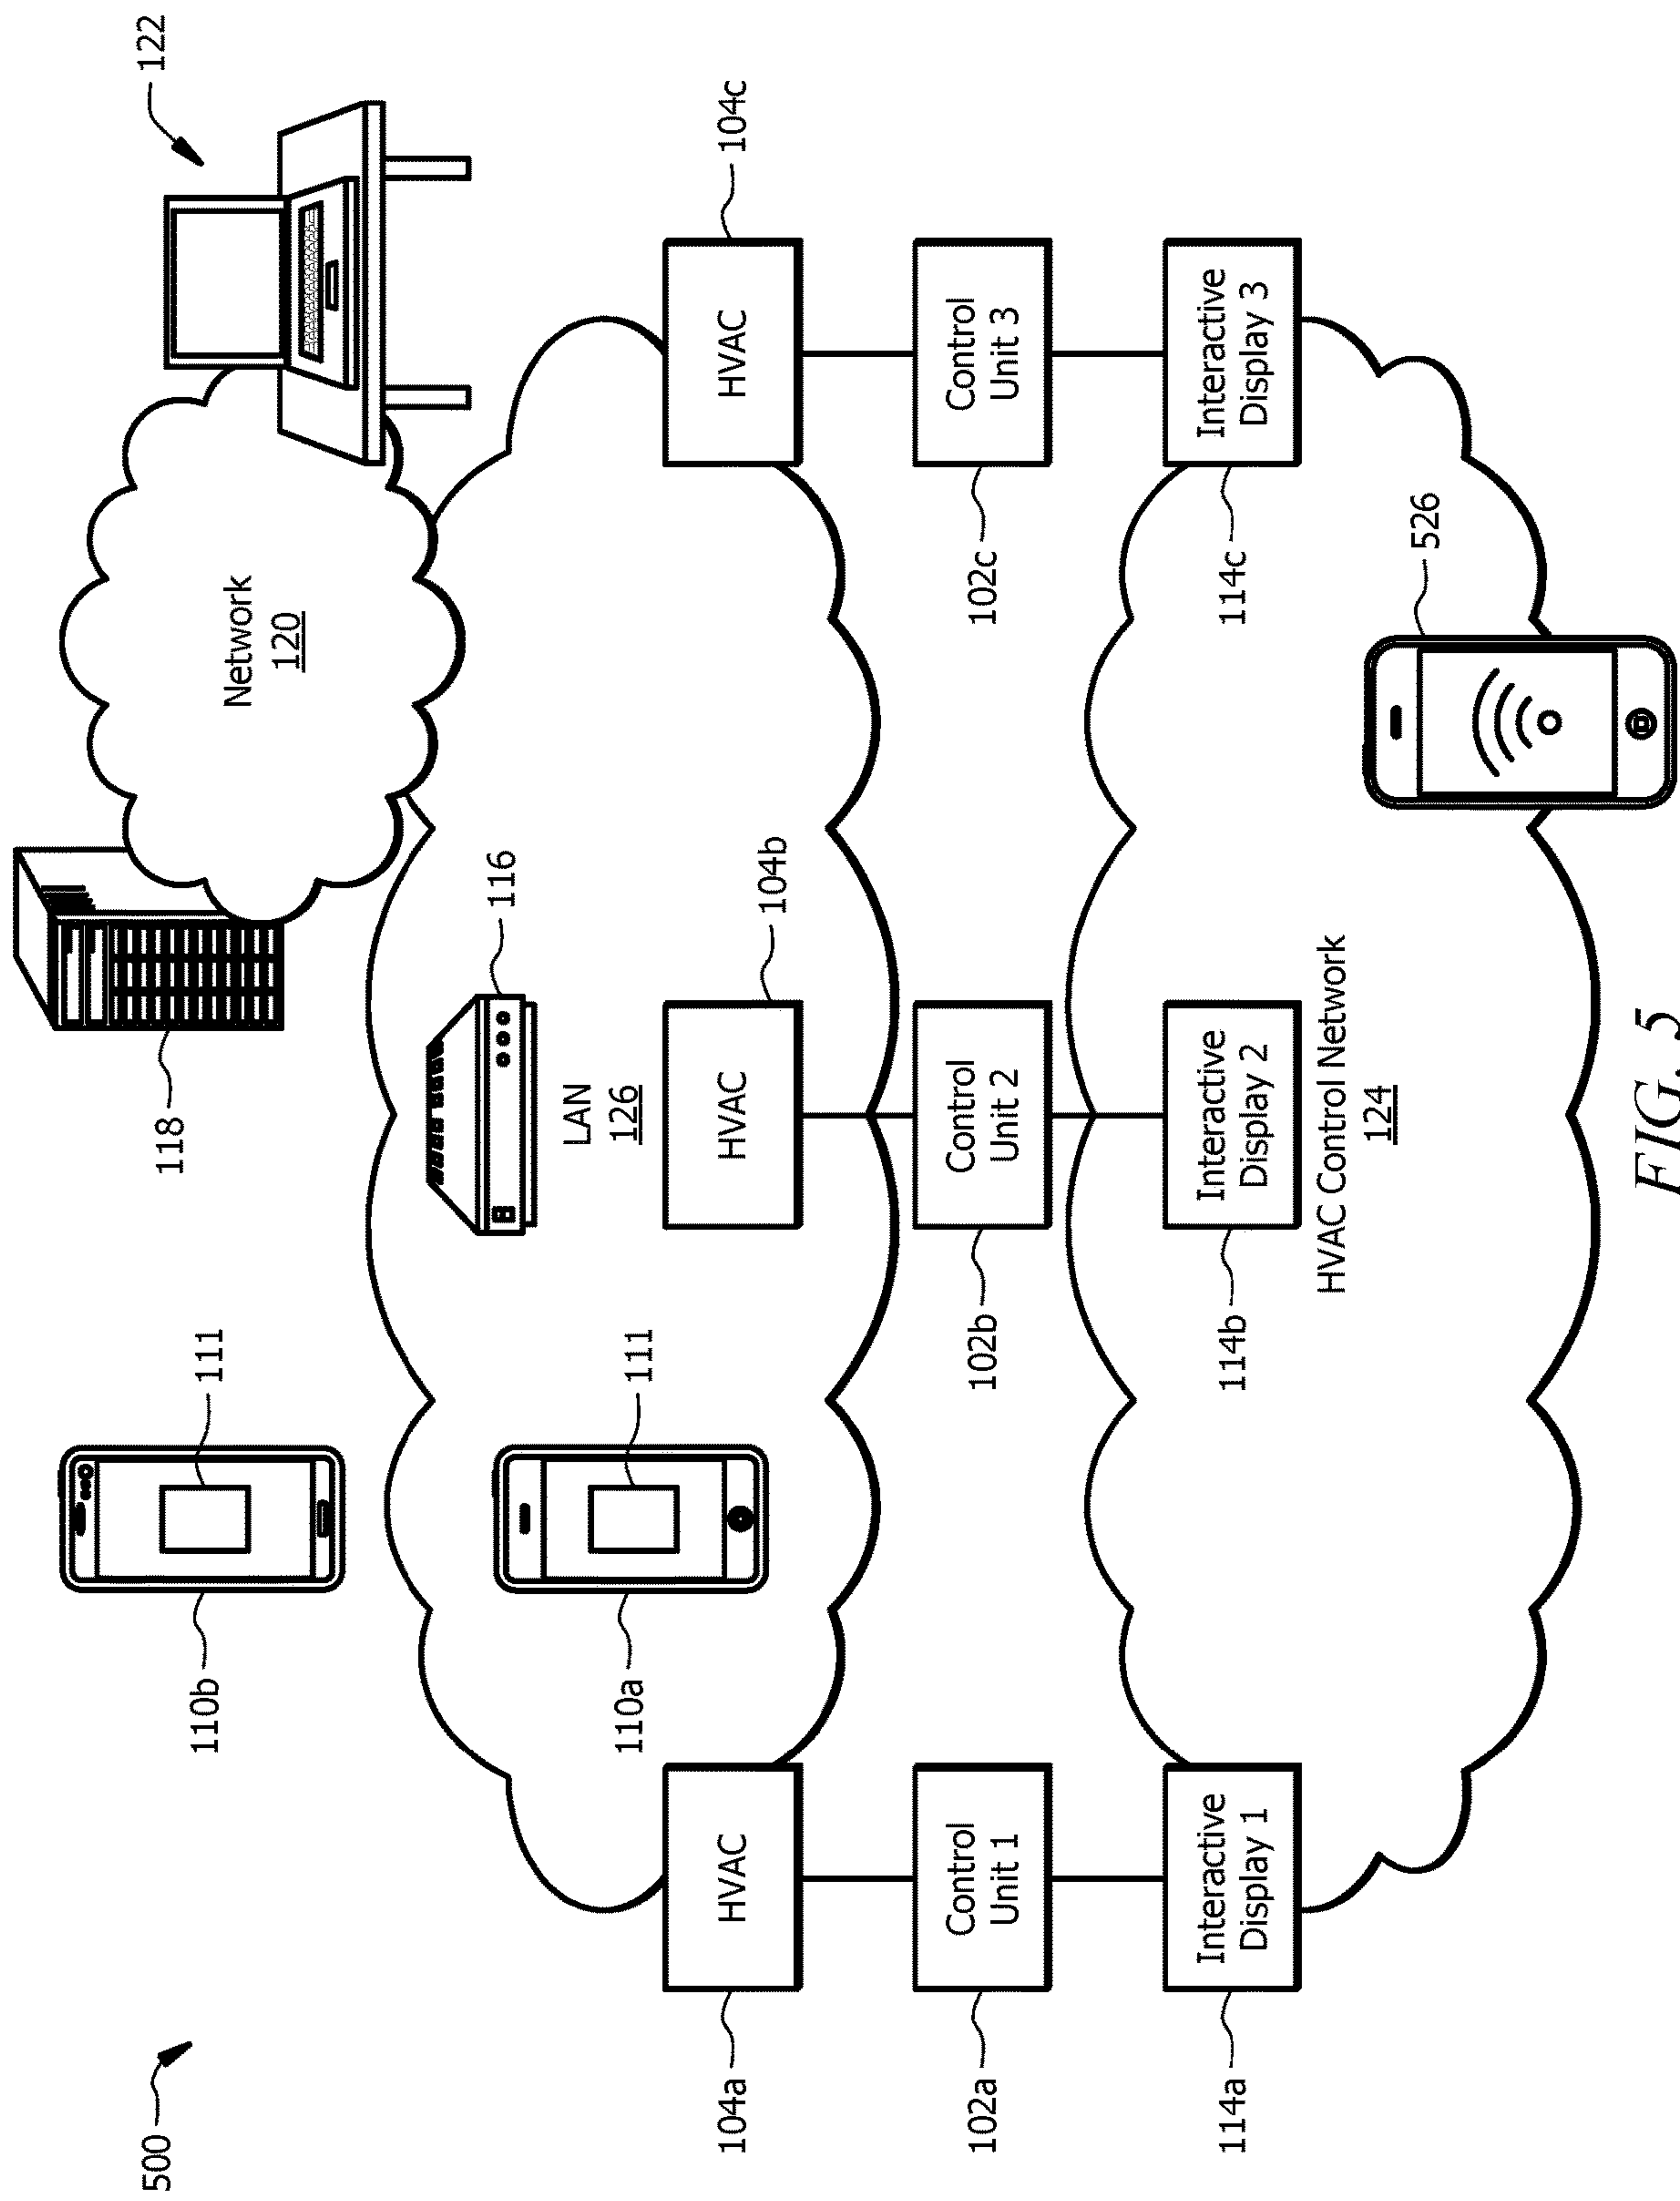 500
110b
111
118
Network
120
122
110a
111
116
LAN
126
104a
HVAC
HVAC
104b
HVAC
104c
102a
Control
Unit 1
102b
Control
Unit 2
102c
Control
Unit 3
114a
Interactive
Display 1
114b
Interactive
Display 2
114c
Interactive
Display 3
HVAC Control Network
124
526
FIG. 5